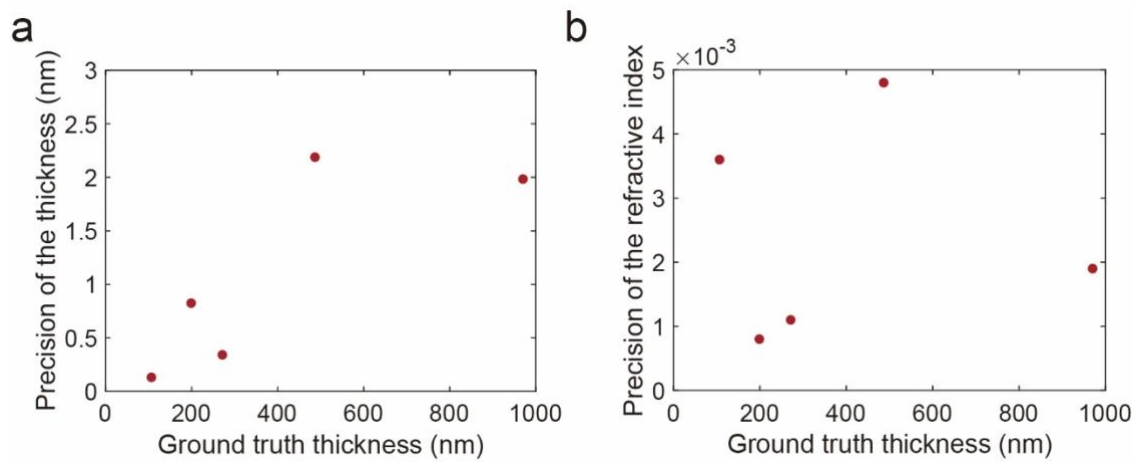 a
Precision of the thickness (nm)
3
2.5
2
1.5
1
0.5
0
0 200 400 600 800 1000
Ground truth thickness (nm)
b
Precision of the refractive index
×10-3
5
4
3
2
1
0
0 200 400 600 800 1000
Ground truth thickness (nm)